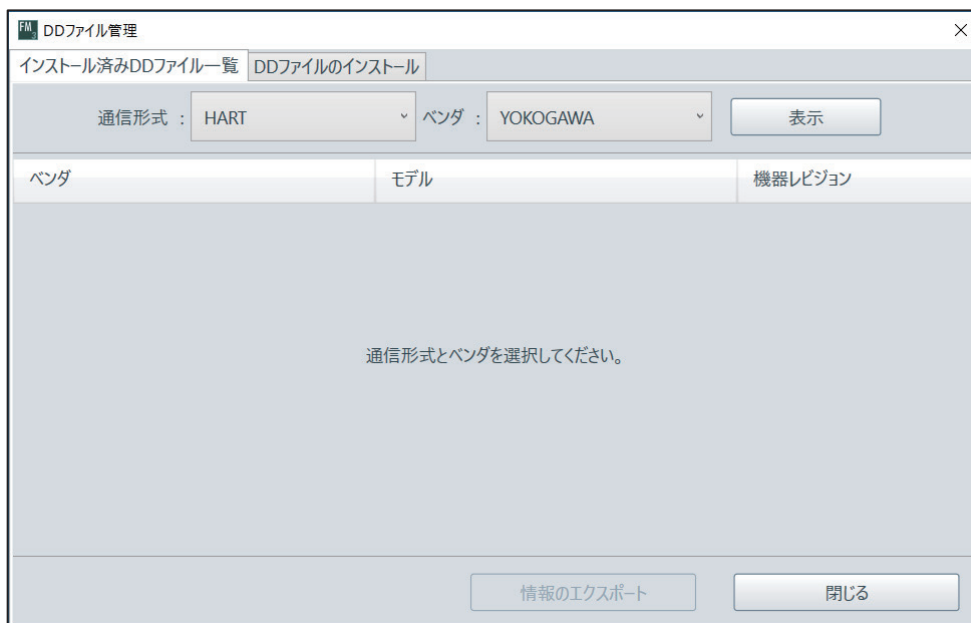 FM 3 DDファイル管理
インストール済みDDファイル一覧 DDファイルのインストール
通信形式 : HART ベンダ : YOKOGAWA 表示
ベンダ モデル 機器レビジョン
通信形式とベンダを選択してください。
情報のエクスポート 閉じる